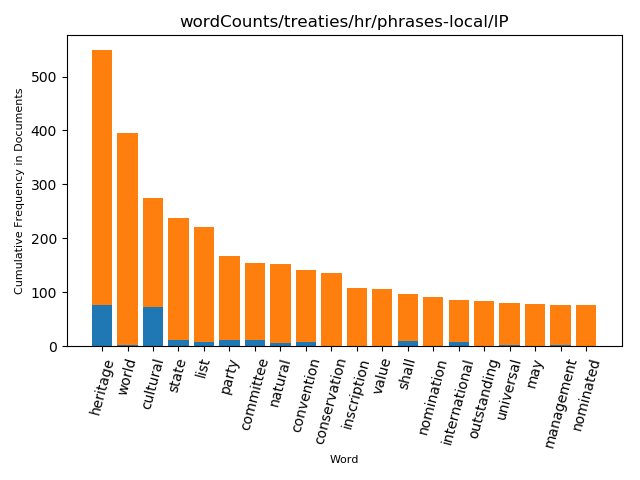 wordCounts/treaties/hr/phrases-local/IP
Cumulative Frequency in Documents
500
400
300
200
100
0
heritage
world
cultural
state
list
party
committee
natural
convention
conservation
inscription
value
shall
nomination
international
outstanding
universal
may
management
nominated
Word